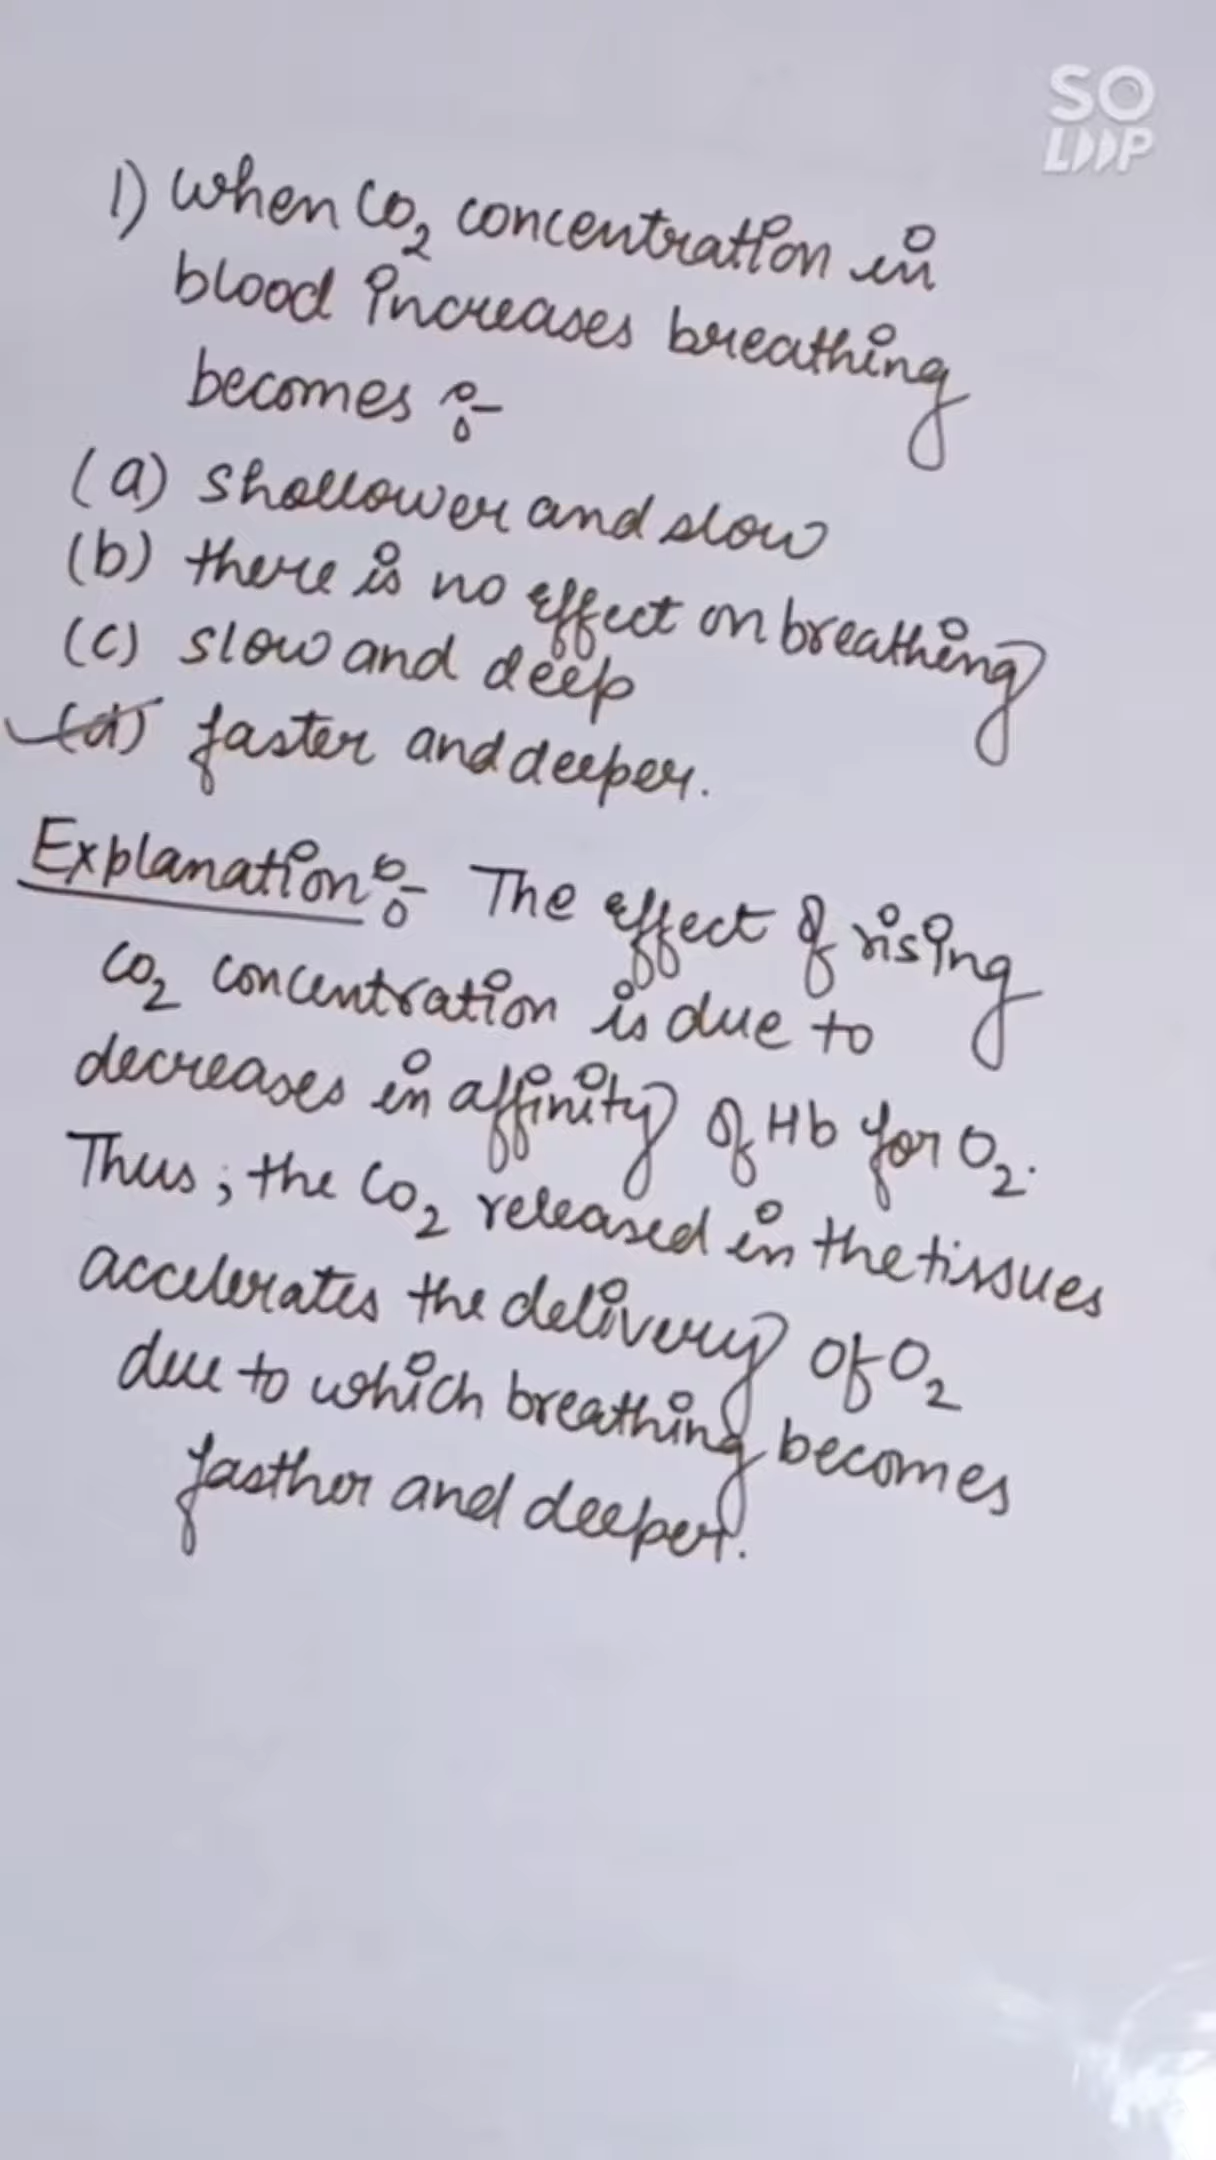 SO
LOOP
1) When CO2 concentration in
blood increases breathing
becomes :-
(a) shallower and slow
(b) there is no effect on breathing
(c) slow and deep
(d) faster and deeper.
Explanation :- The effect of rising
CO2 concentration is due to
decreases in affinity of Hb for O2.
Thus; the CO2 released in the tissues
accelerates the delivery of O2
due to which breathing becomes
fasther and deeper.